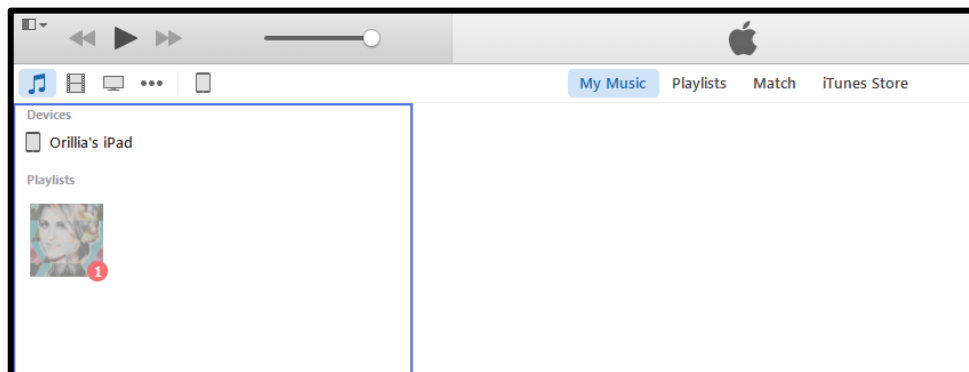 My Music Playlists Match iTunes Store
Devices
Orillia's iPad
Playlists
1